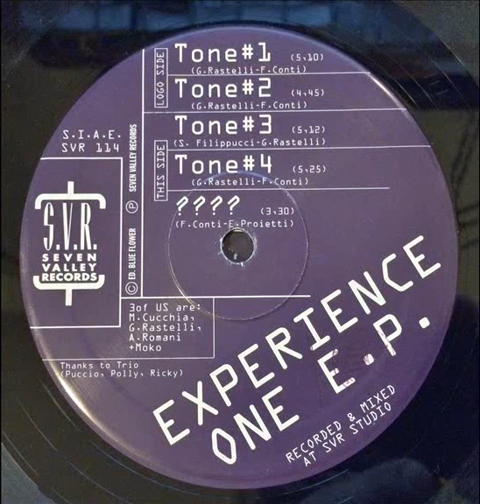 LOGO SIDE
Tone#1 (5,10)
(G.Rastelli-F.Conti)
Tone#2 (4,45)
(G.Rastelli-F.Conti)
Tone#3 (5,12)
(S. Filippucci-G.Rastelli)
THIS SIDE
Tone#4 (5,25)
(G.Rastelli-F.Conti)
???? (3,30)
(F.Conti-E.Proietti)
S.I.A.E.
SVR 114
© ED. BLUE FLOWER ℗ SEVEN VALLEY RECORDS
S.V.R.
SEVEN
VALLEY
RECORDS
3of US are:
M.Cucchia,
G.Rastelli,
A.Romani
+Moko
Thanks to Trio
(Puccio, Polly, Ricky)
EXPERIENCE
ONE E.P.
RECORDED & MIXED
AT SVR STUDIO